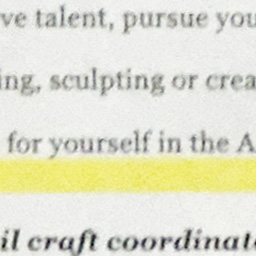 ve talent, pursue you
ing, sculpting or crea
for yourself in the A
il craft coordinat